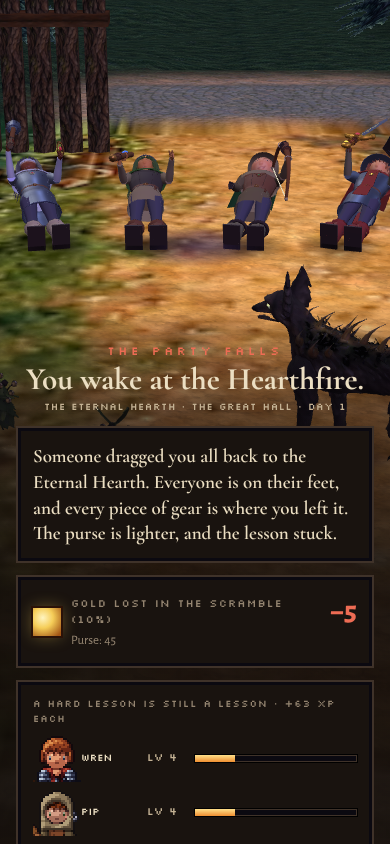 THE PARTY FALLS
You wake at the Hearthfire.
THE ETERNAL HEARTH · THE GREAT HALL · DAY 1
Someone dragged you all back to the
Eternal Hearth. Everyone is on their feet,
and every piece of gear is where you left it.
The purse is lighter, and the lesson stuck.
GOLD LOST IN THE SCRAMBLE
(10%)
−5
Purse: 45
A HARD LESSON IS STILL A LESSON · +63 XP
EACH
WREN LV 4
PIP LV 4